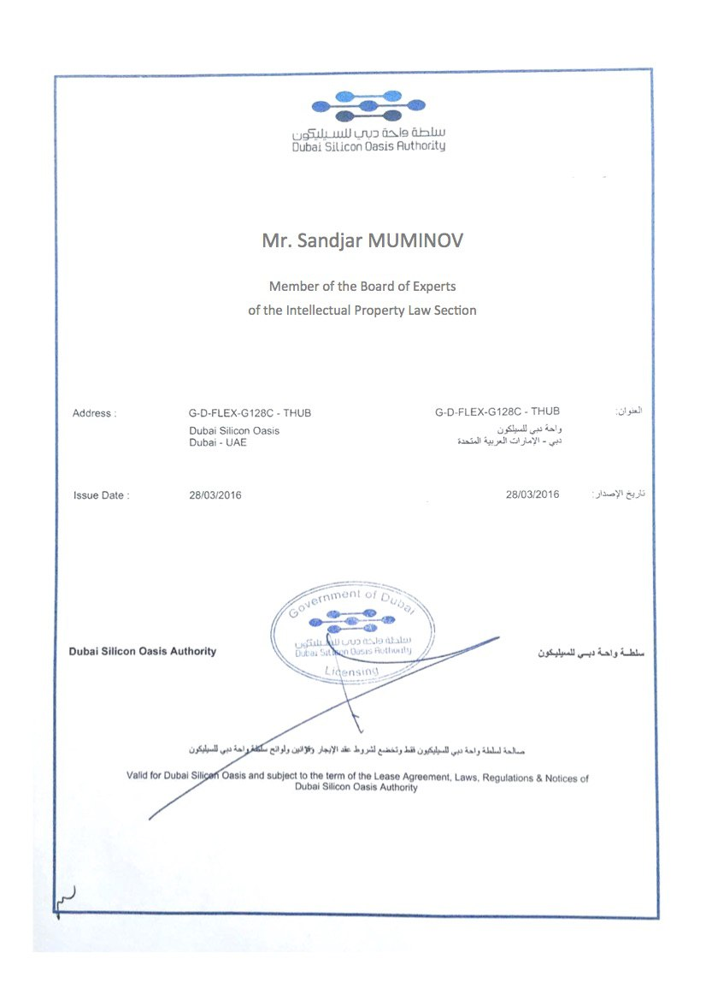 سلطة واحة دبي للسيليكون
Dubai Silicon Oasis Authority
Mr. Sandjar MUMINOV
Member of the Board of Experts
of the Intellectual Property Law Section
Address : G-D-FLEX-G128C - THUB G-D-FLEX-G128C - THUB العنوان:
Dubai Silicon Oasis واحة دبي للسيلكون
Dubai - UAE دبي - الإمارات العربية المتحدة
Issue Date : 28/03/2016 28/03/2016 تاريخ الإصدار:
Government of Dubai
سلطة واحة دبي للسيليكون
Dubai Silicon Oasis Authority
Licensing
Dubai Silicon Oasis Authority سلطــة واحـة دبــي للسيليـكون
صالحة لسلطة واحة دبي للسيليكيون فقط وتخضع لشروط عقد الإيجار وقوانين ولوائح سلطة واحة دبي للسيليكون
Valid for Dubai Silicon Oasis and subject to the term of the Lease Agreement, Laws, Regulations & Notices of
Dubai Silicon Oasis Authority